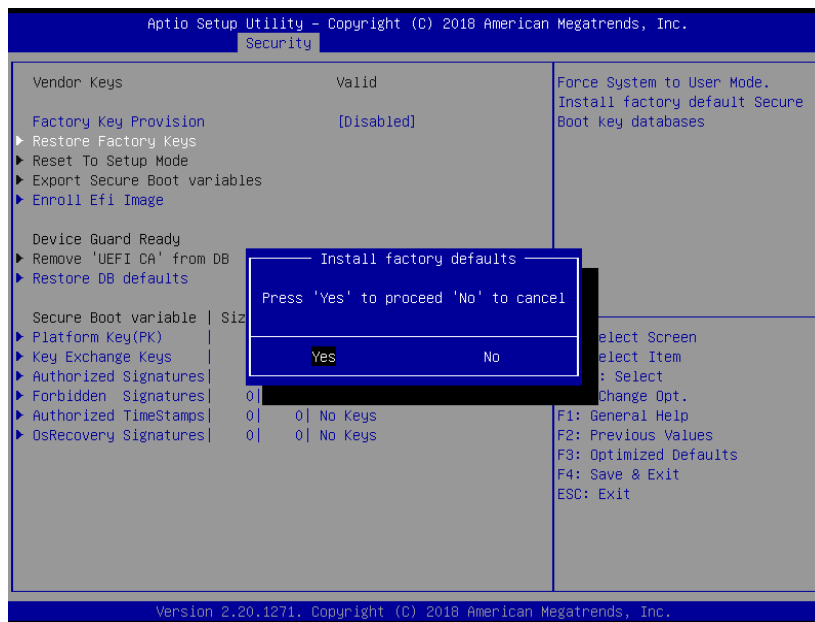 Aptio Setup Utility – Copyright (C) 2018 American Megatrends, Inc.
Security
Vendor Keys Valid
Factory Key Provision [Disabled]
Restore Factory Keys
Reset To Setup Mode
Export Secure Boot variables
Enroll Efi Image
Device Guard Ready
Remove 'UEFI CA' from DB
Restore DB defaults
Secure Boot variable | Siz
Platform Key(PK) |
Key Exchange Keys |
Authorized Signatures|
Forbidden Signatures| 0|
Authorized TimeStamps| 0| 0| No Keys
OsRecovery Signatures| 0| 0| No Keys
Install factory defaults
Press 'Yes' to proceed 'No' to cancel
Yes No
Force System to User Mode.
Install factory default Secure
Boot key databases
elect Screen
elect Item
: Select
Change Opt.
F1: General Help
F2: Previous Values
F3: Optimized Defaults
F4: Save & Exit
ESC: Exit
Version 2.20.1271. Copyright (C) 2018 American Megatrends, Inc.